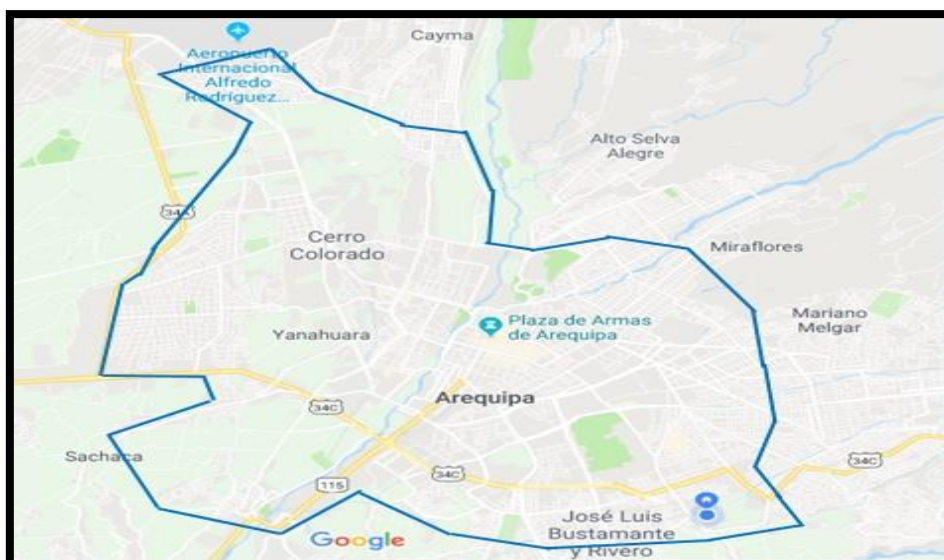 Cayma
Aeropuerto
Internacional
Alfredo
Rodríguez...
Alto Selva
Alegre
34A
Cerro
Colorado
Miraflores
Mariano
Melgar
Plaza de Armas
de Arequipa
Yanahuara
Arequipa
34C
Sachaca
34C
34C
115
José Luis
Bustamante
y Rivero
Google